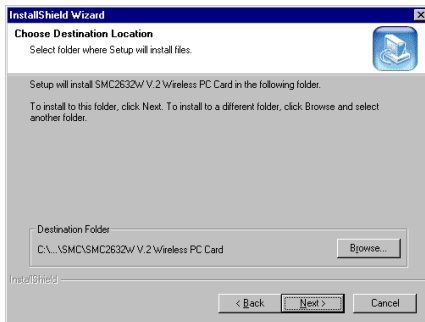 InstallShield Wizard
Choose Destination Location
Select folder where Setup will install files.
Setup will install SMC2632W V.2 Wireless PC Card in the following folder.
To install to this folder, click Next. To install to a different folder, click Browse and select
another folder.
Destination Folder
C:\...\SMC\SMC2632W V.2 Wireless PC Card
Browse...
InstallShield
< Back
Next >
Cancel